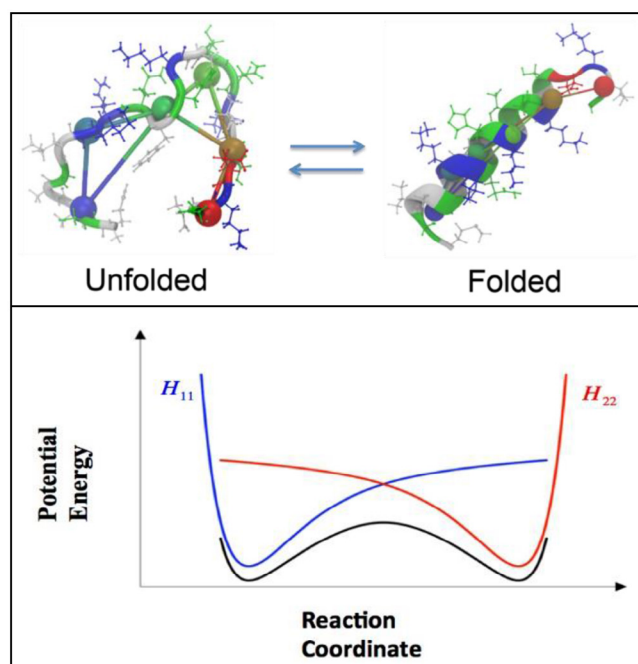 Unfolded
Folded
H₁₁
H₂₂
Potential
Energy
Reaction
Coordinate